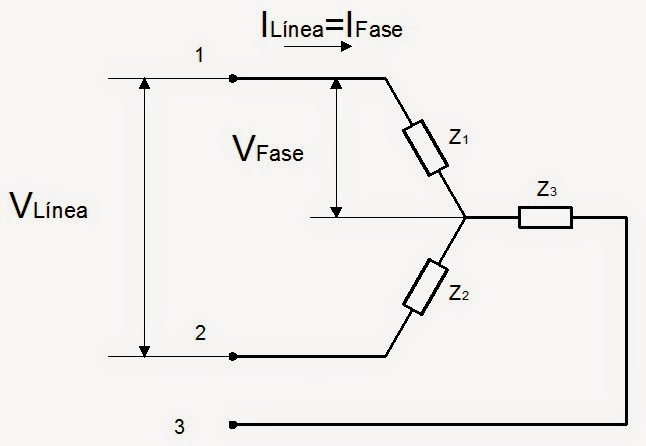 ILínea=IFase
1
VFase
Z1
VLínea
Z3
Z2
2
3